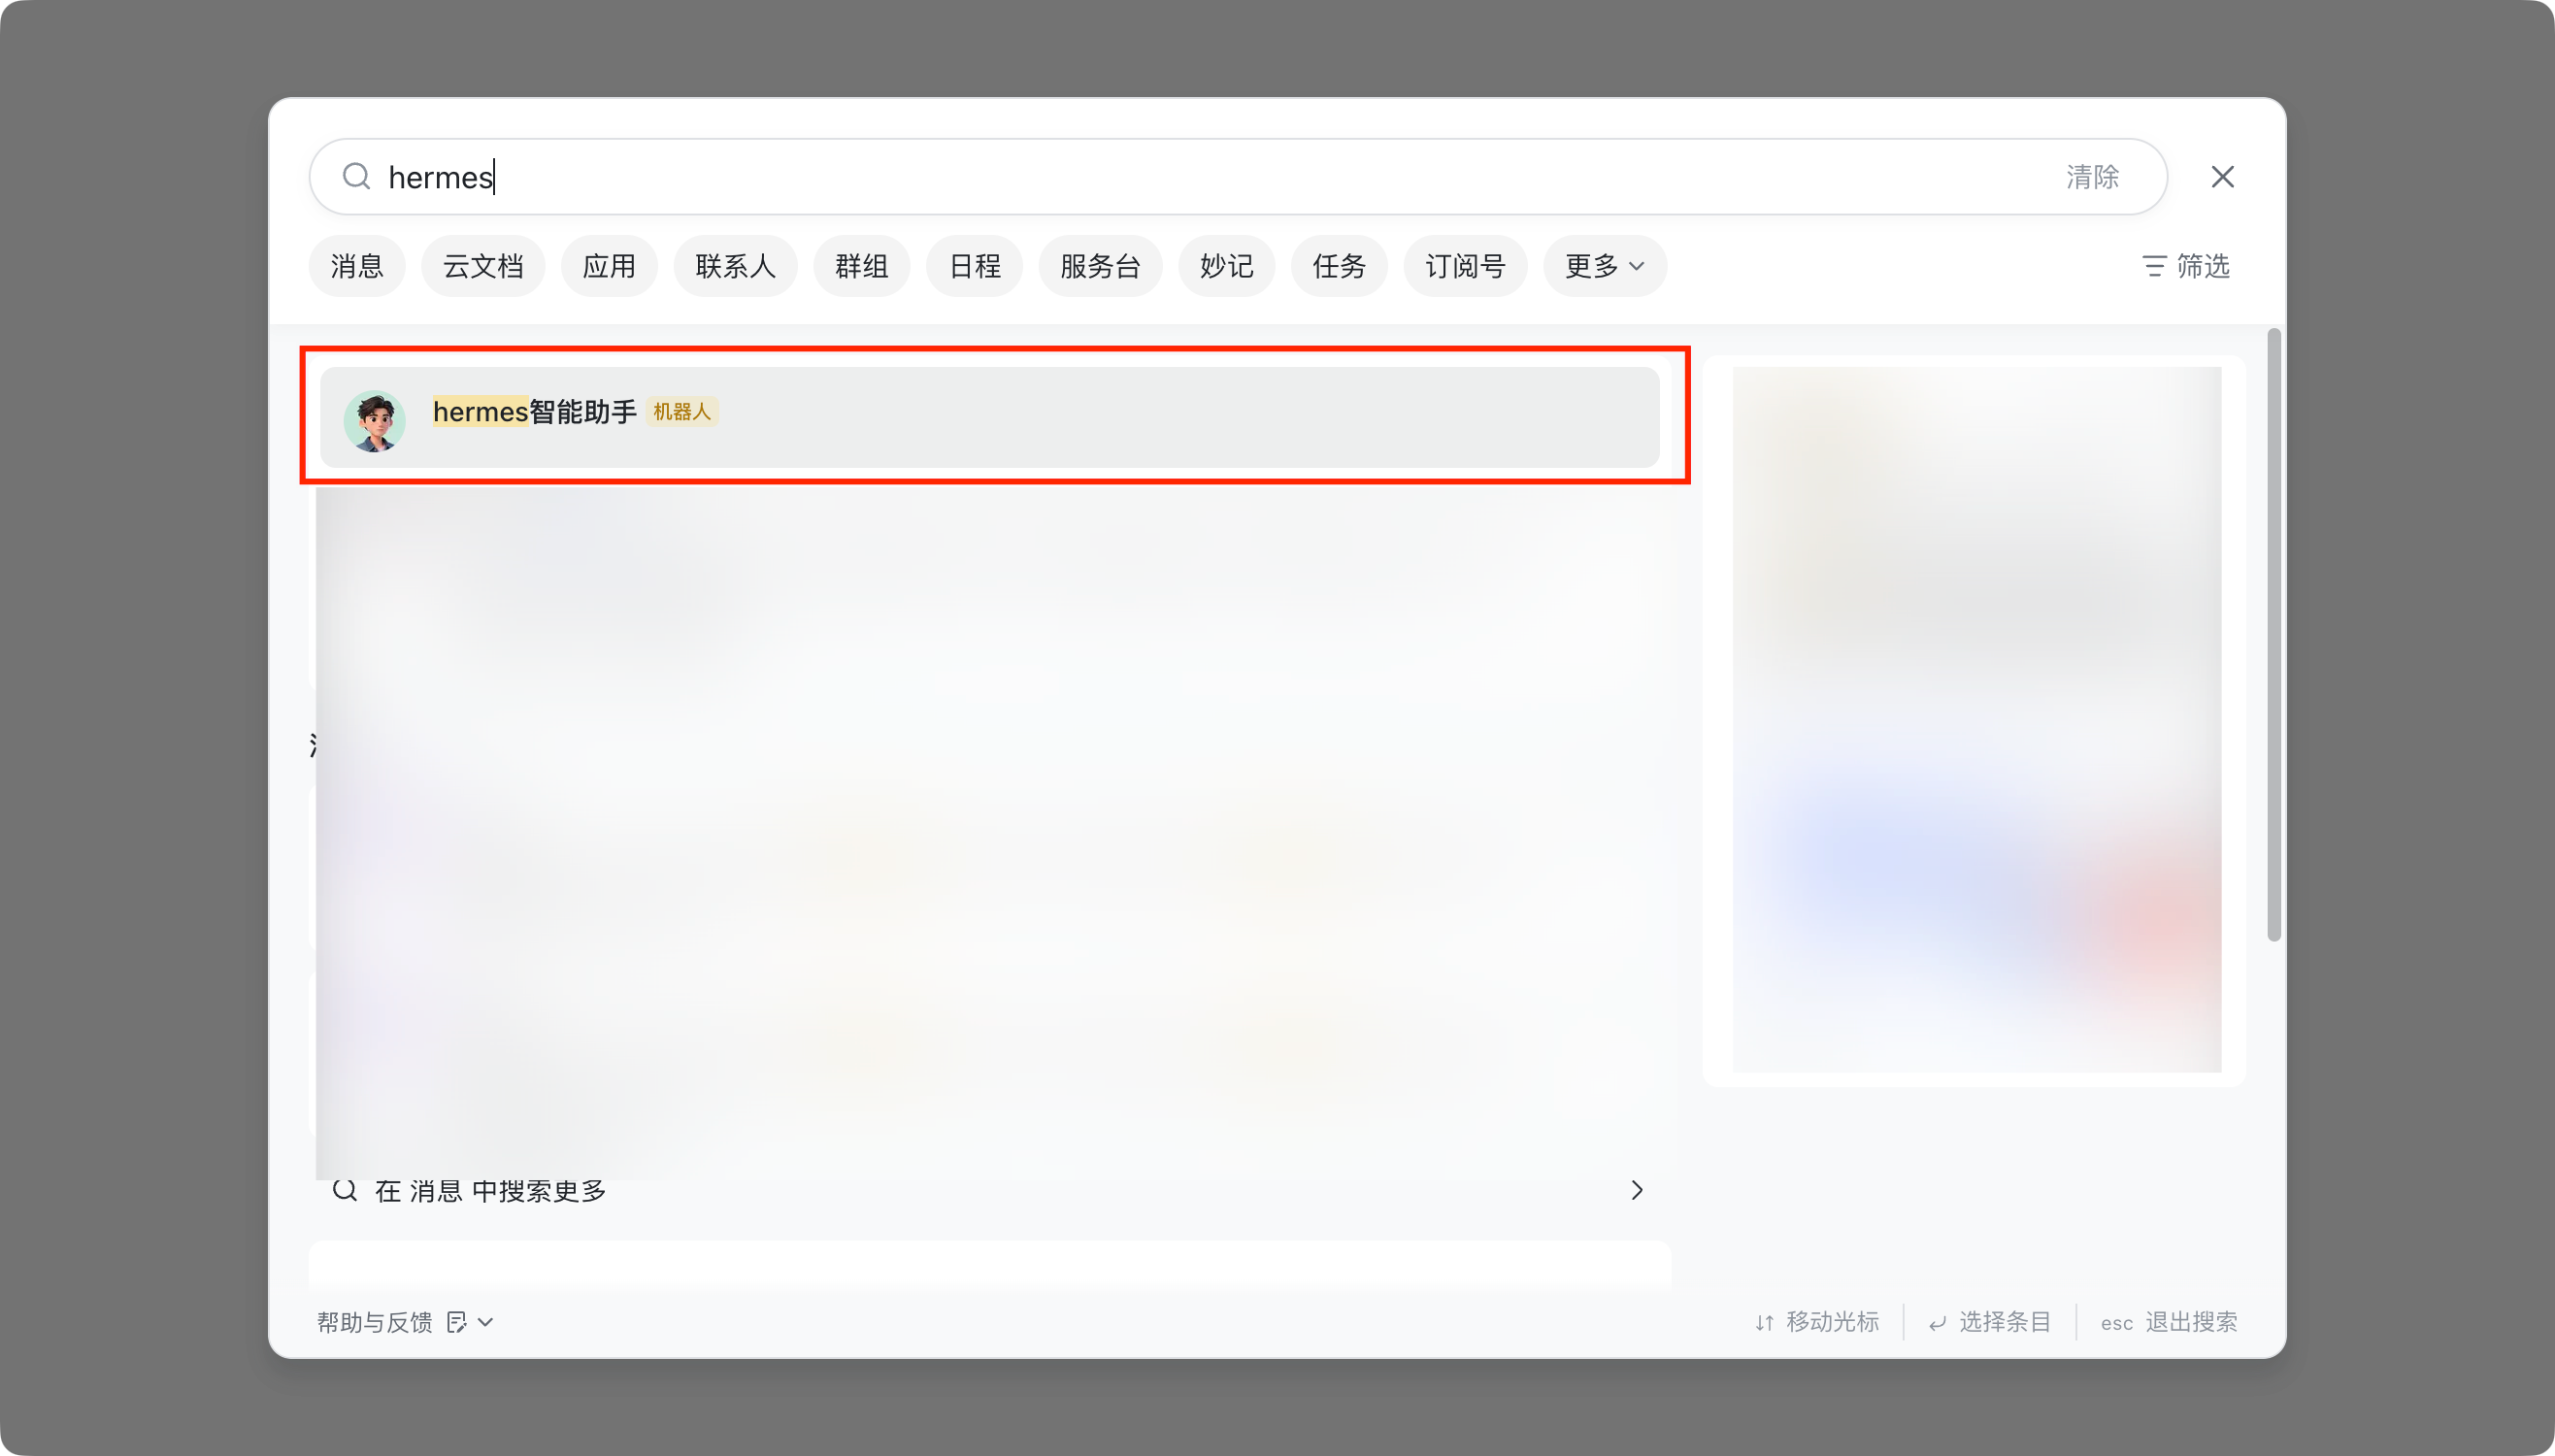 hermes 清除
消息 云文档 应用 联系人 群组 日程 服务台 妙记 任务 订阅号 更多 筛选
hermes智能助手 机器人
在 消息 中搜索更多
帮助与反馈 移动光标 选择条目 esc 退出搜索